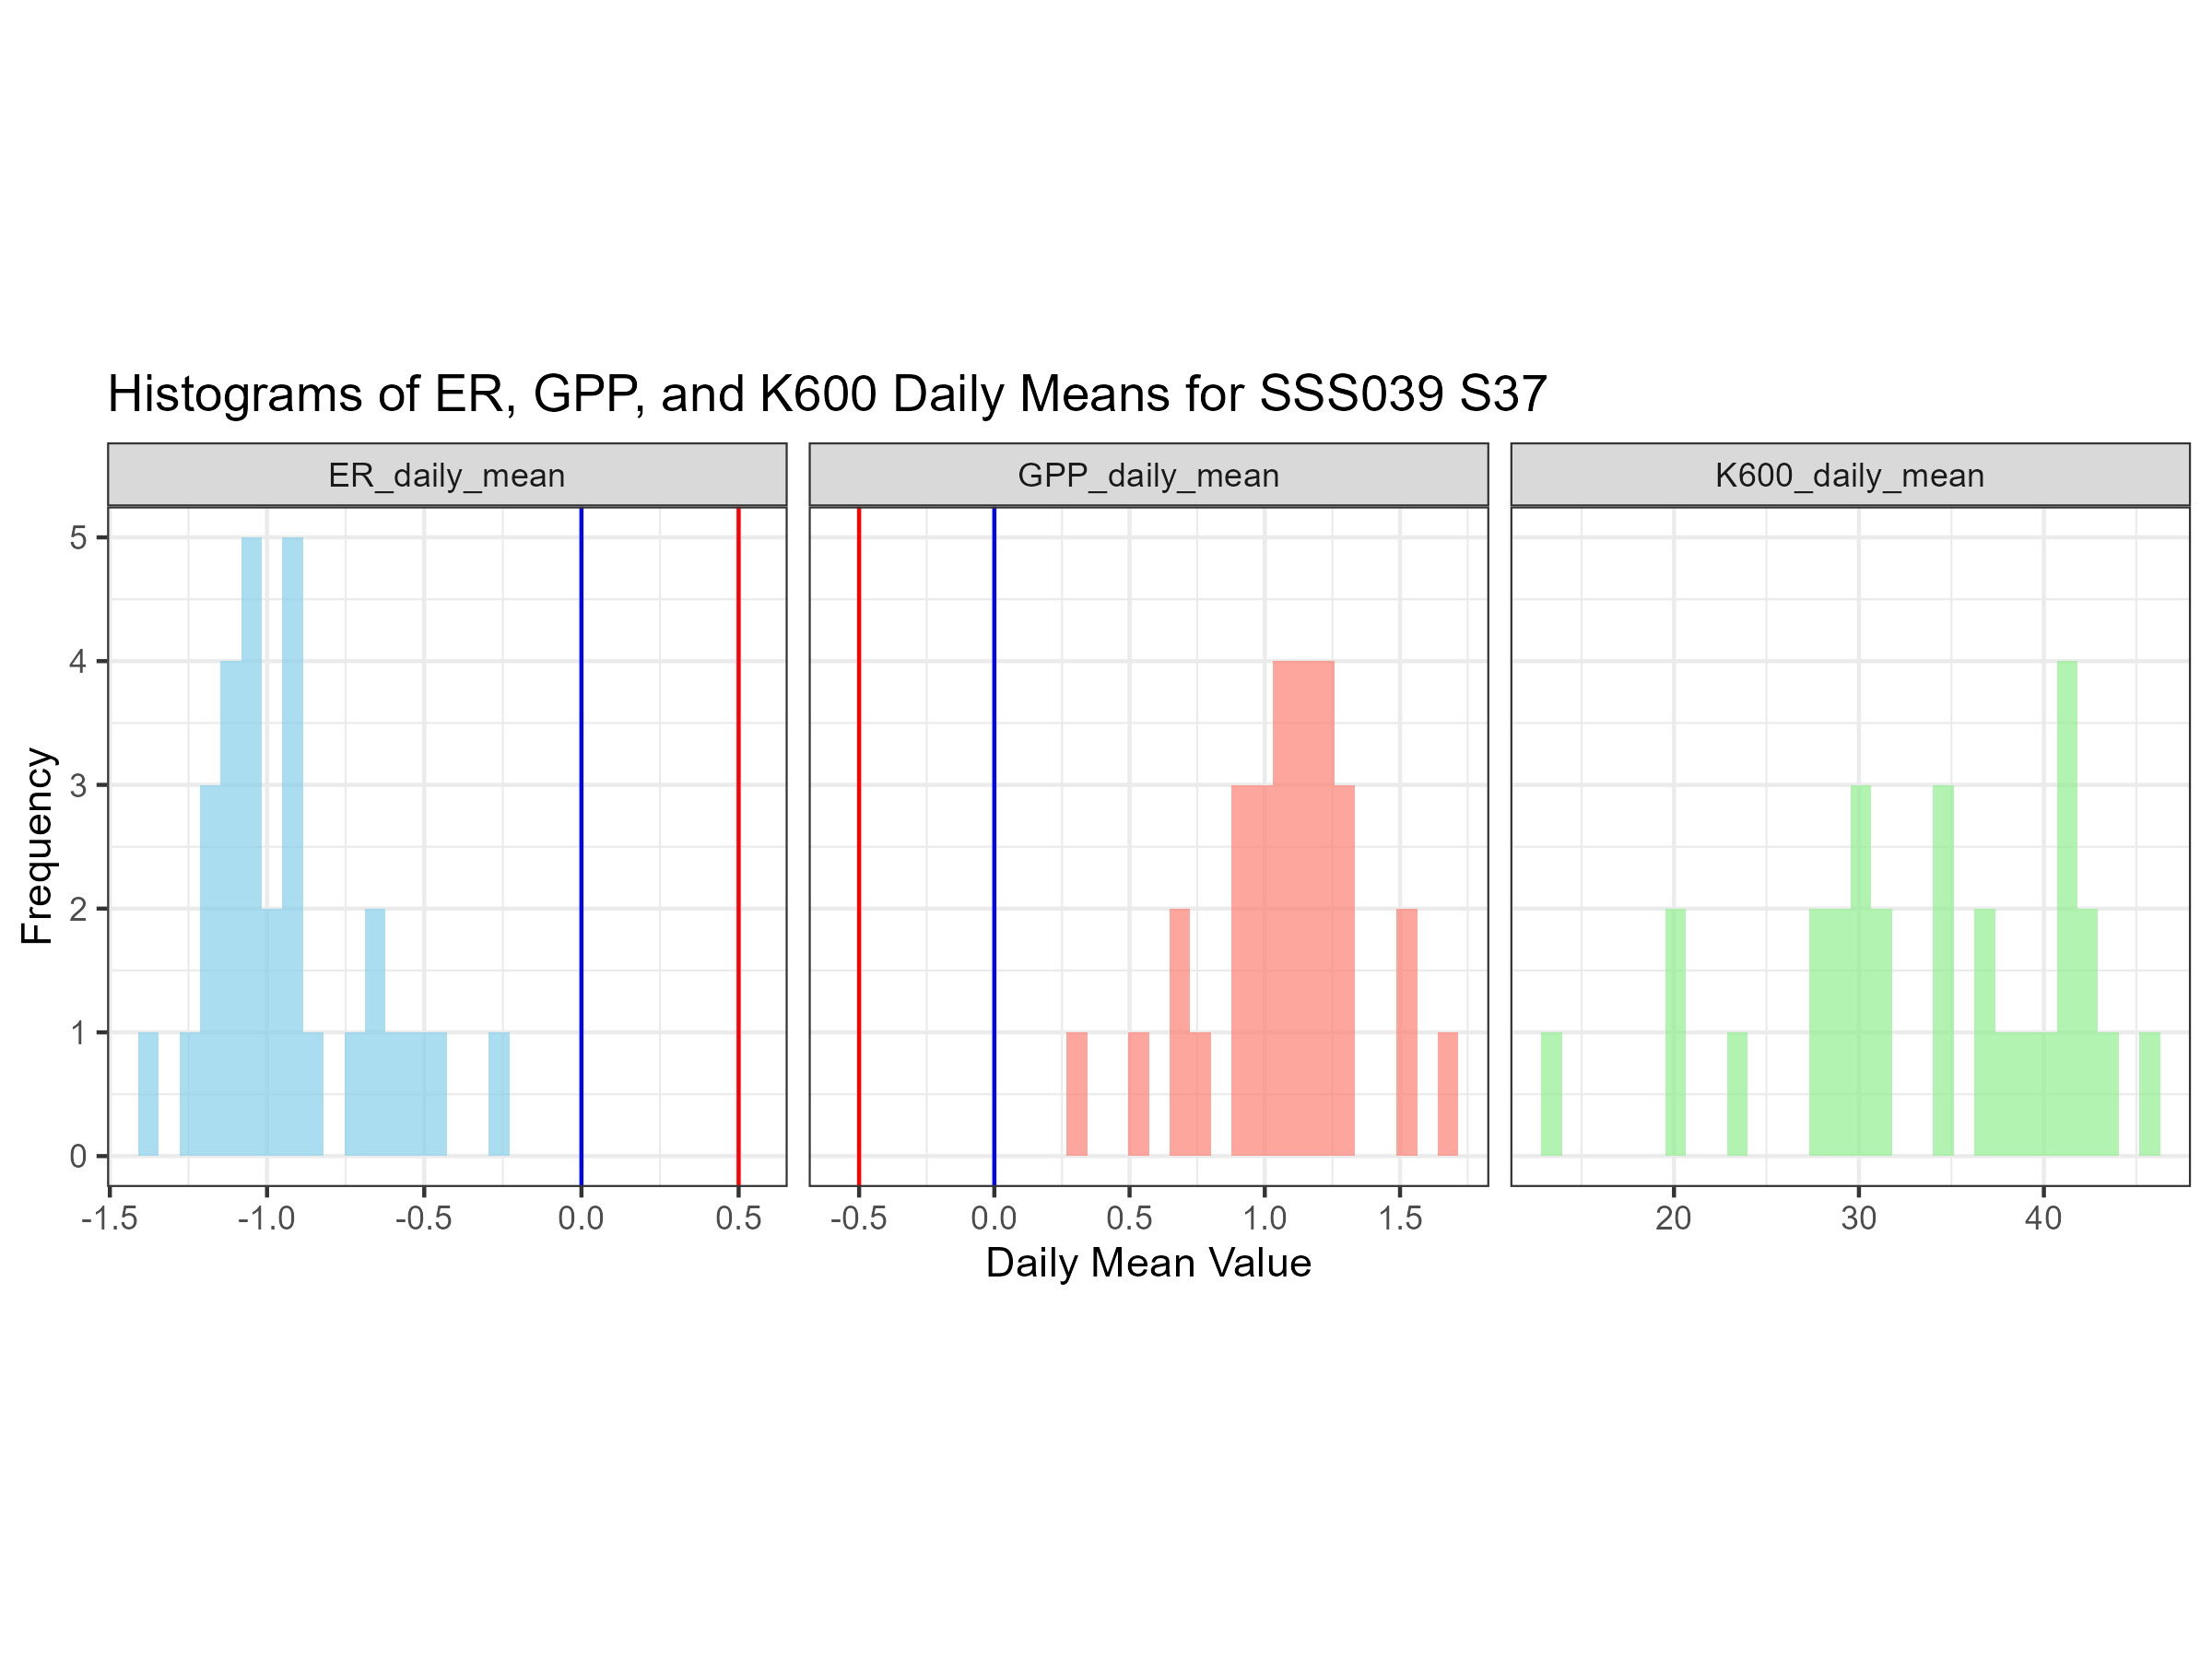 Histograms of ER, GPP, and K600 Daily Means for SSS039 S37
ER_daily_mean GPP_daily_mean K600_daily_mean
Frequency
5
4
3
2
1
0
-1.5 -1.0 -0.5 0.0 0.5 -0.5 0.0 0.5 1.0 1.5 20 30 40
Daily Mean Value